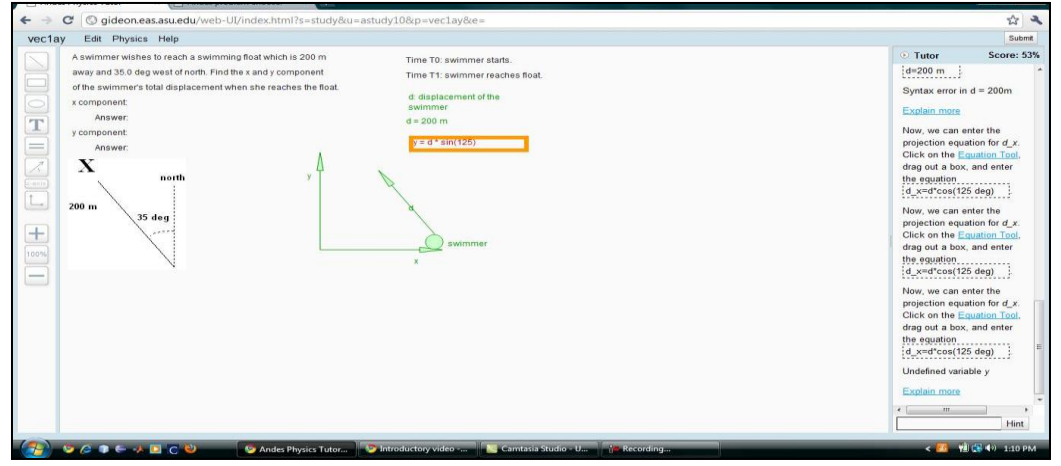 gideon.eas.asu.edu/web-UI/index.html?s=study&u=astudy10&p=vec1ay&e=
vec1ay Edit Physics Help
Submit
A swimmer wishes to reach a swimming float which is 200 m
away and 35.0 deg west of north. Find the x and y component
of the swimmer's total displacement when she reaches the float.
x component:
Answer:
y component:
Answer:
X
north
200 m
35 deg
T
x-axis
100%
Time T0: swimmer starts.
Time T1: swimmer reaches float.
d: displacement of the
swimmer
d = 200 m
y = d * sin(125)
y
d
swimmer
x
Tutor Score: 53%
d=200 m
Syntax error in d = 200m
Explain more
Now, we can enter the
projection equation for d_x.
Click on the Equation Tool,
drag out a box, and enter
the equation
d_x=d*cos(125 deg)
Now, we can enter the
projection equation for d_x.
Click on the Equation Tool,
drag out a box, and enter
the equation
d_x=d*cos(125 deg)
Now, we can enter the
projection equation for d_x.
Click on the Equation Tool,
drag out a box, and enter
the equation
d_x=d*cos(125 deg)
Undefined variable y
Explain more
Hint
Andes Physics Tutor... Introductory video -... Camtasia Studio - U... Recording... 1:10 PM